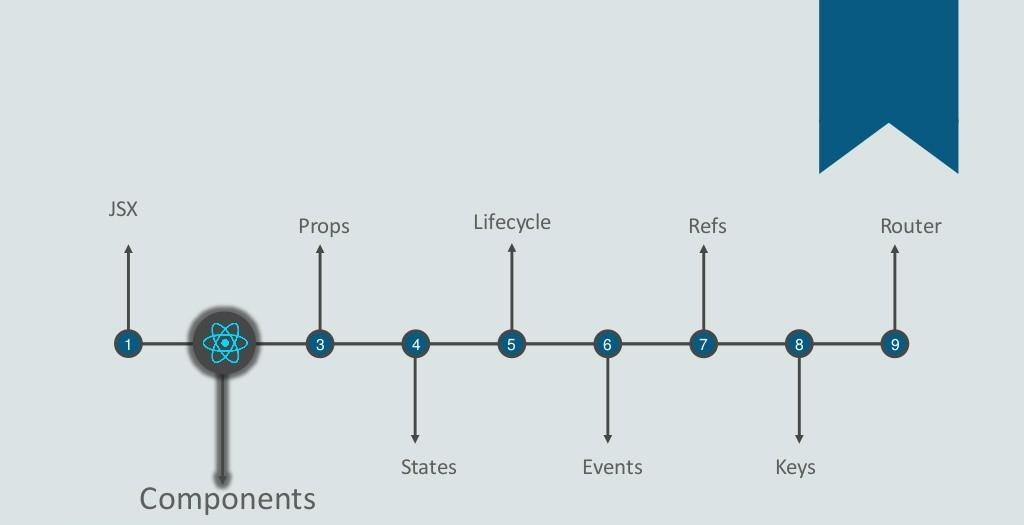 JSX
Props
Lifecycle
Refs
Router
1
3
4
5
6
7
8
9
States
Events
Keys
Components